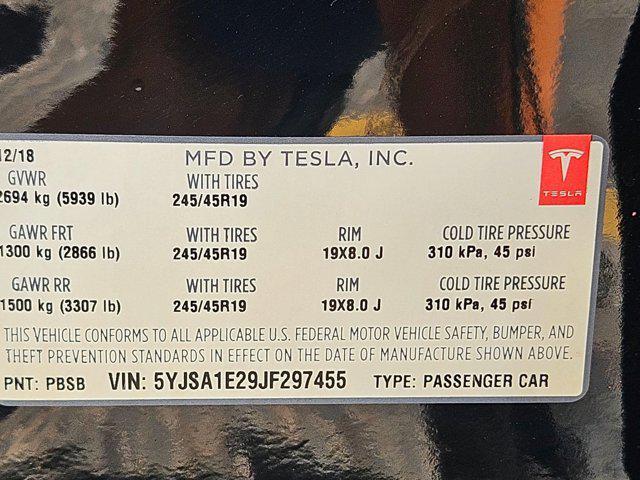 12/18 MFD BY TESLA, INC.
GVWR WITH TIRES TESLA
2694 kg (5939 lb) 245/45R19
GAWR FRT WITH TIRES RIM COLD TIRE PRESSURE
1300 kg (2866 lb) 245/45R19 19X8.0 J 310 kPa, 45 psi
GAWR RR WITH TIRES RIM COLD TIRE PRESSURE
1500 kg (3307 lb) 245/45R19 19X8.0 J 310 kPa, 45 psi
THIS VEHICLE CONFORMS TO ALL APPLICABLE U.S. FEDERAL MOTOR VEHICLE SAFETY, BUMPER, AND
THEFT PREVENTION STANDARDS IN EFFECT ON THE DATE OF MANUFACTURE SHOWN ABOVE.
PNT: PBSB VIN: 5YJSA1E29JF297455 TYPE: PASSENGER CAR